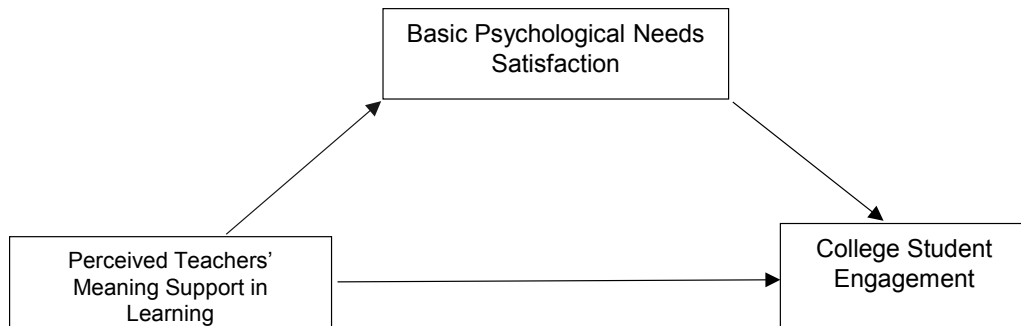 Basic Psychological Needs
Satisfaction
Perceived Teachers’
Meaning Support in
Learning
College Student
Engagement